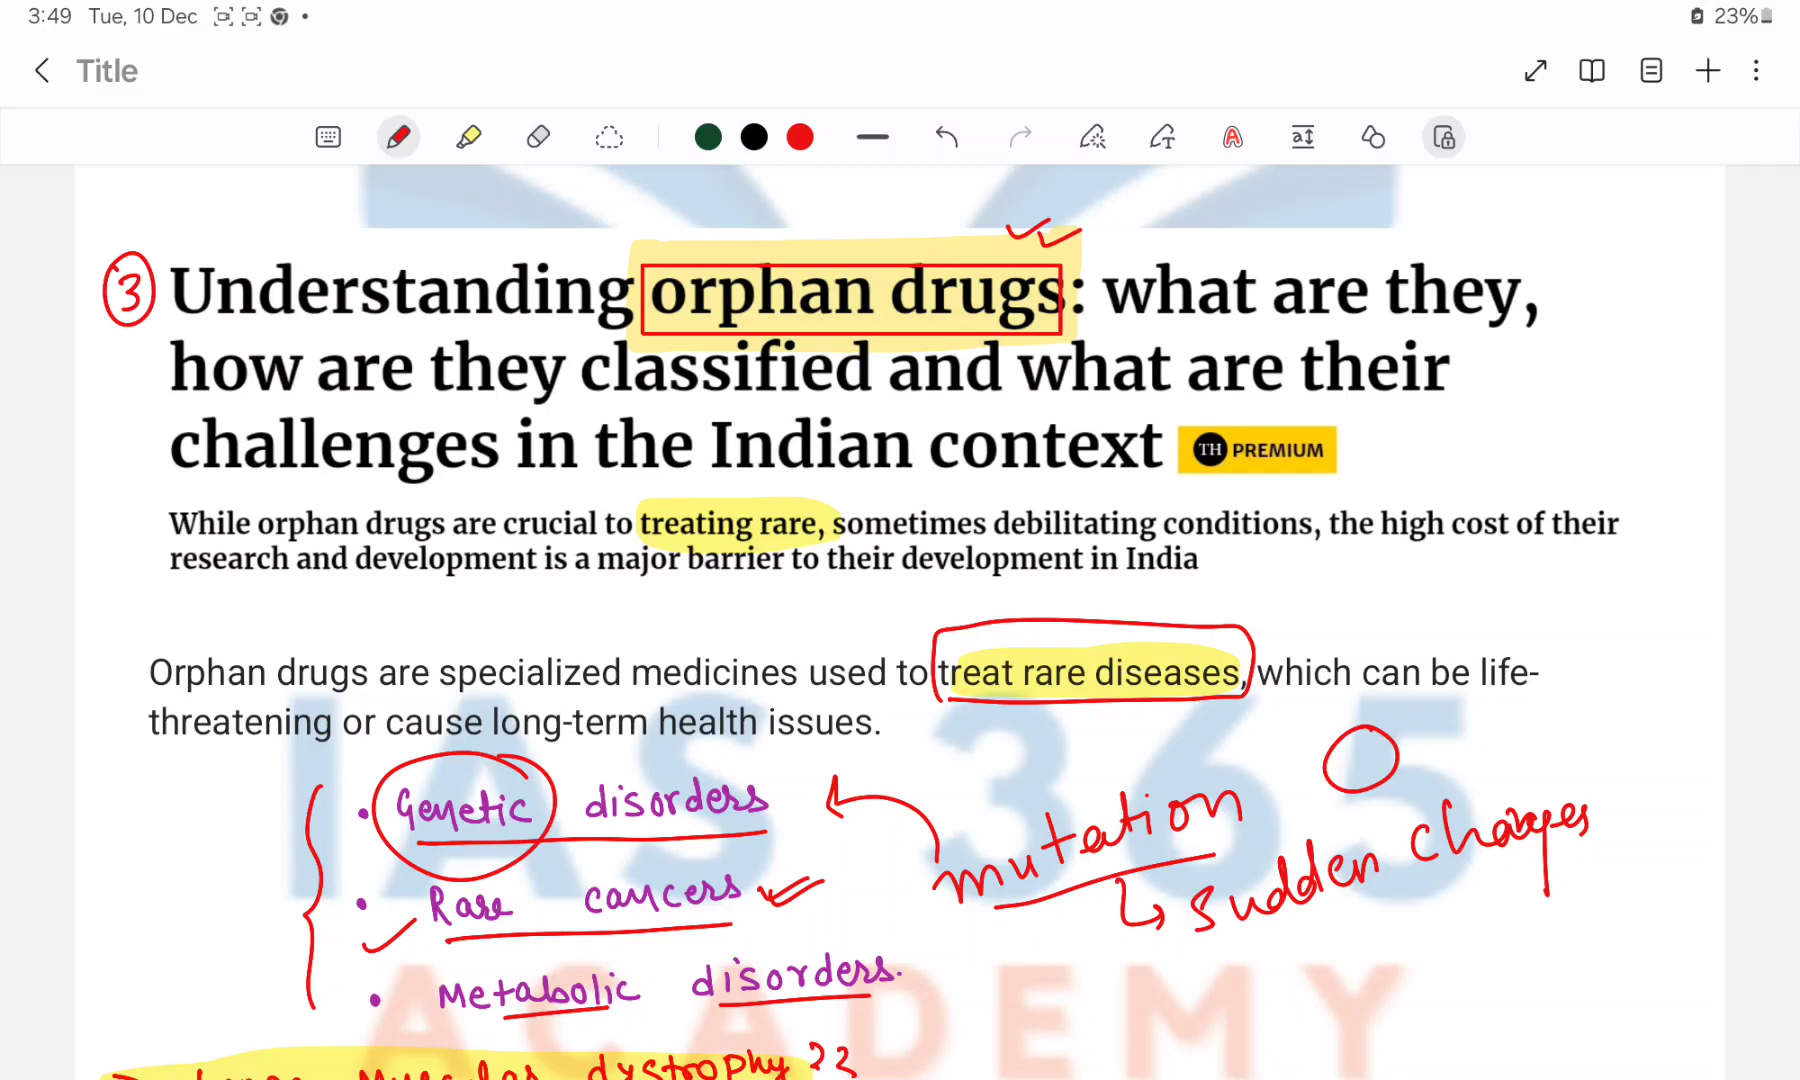 3:49 Tue, 10 Dec 23%
Title
3 Understanding orphan drugs: what are they,
how are they classified and what are their
challenges in the Indian context TH PREMIUM
While orphan drugs are crucial to treating rare, sometimes debilitating conditions, the high cost of their
research and development is a major barrier to their development in India
Orphan drugs are specialized medicines used to treat rare diseases, which can be life-
threatening or cause long-term health issues.
IAS 365
• Genetic disorders
mutation
↳ sudden changes
• Rare cancers
• Metabolic disorders.
ACADEMY
dystrophy ??